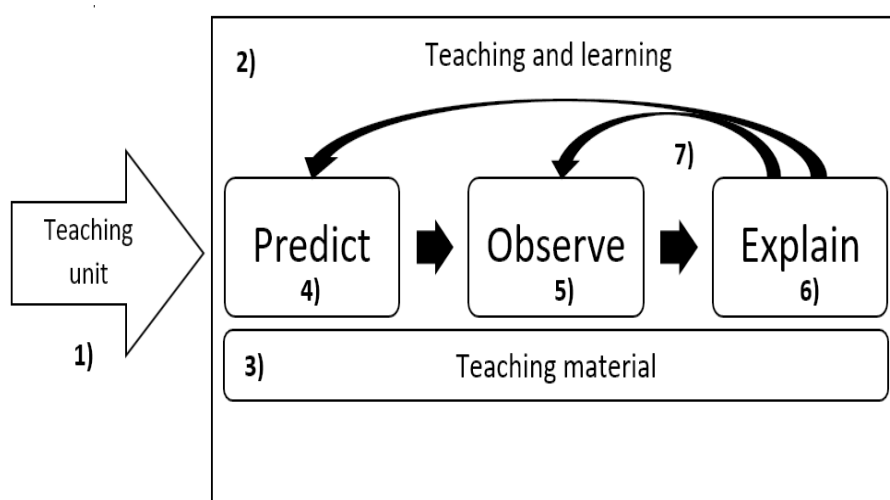 2)
Teaching and learning
7)
Teaching
unit
1)
Predict
4)
Observe
5)
Explain
6)
3)
Teaching material